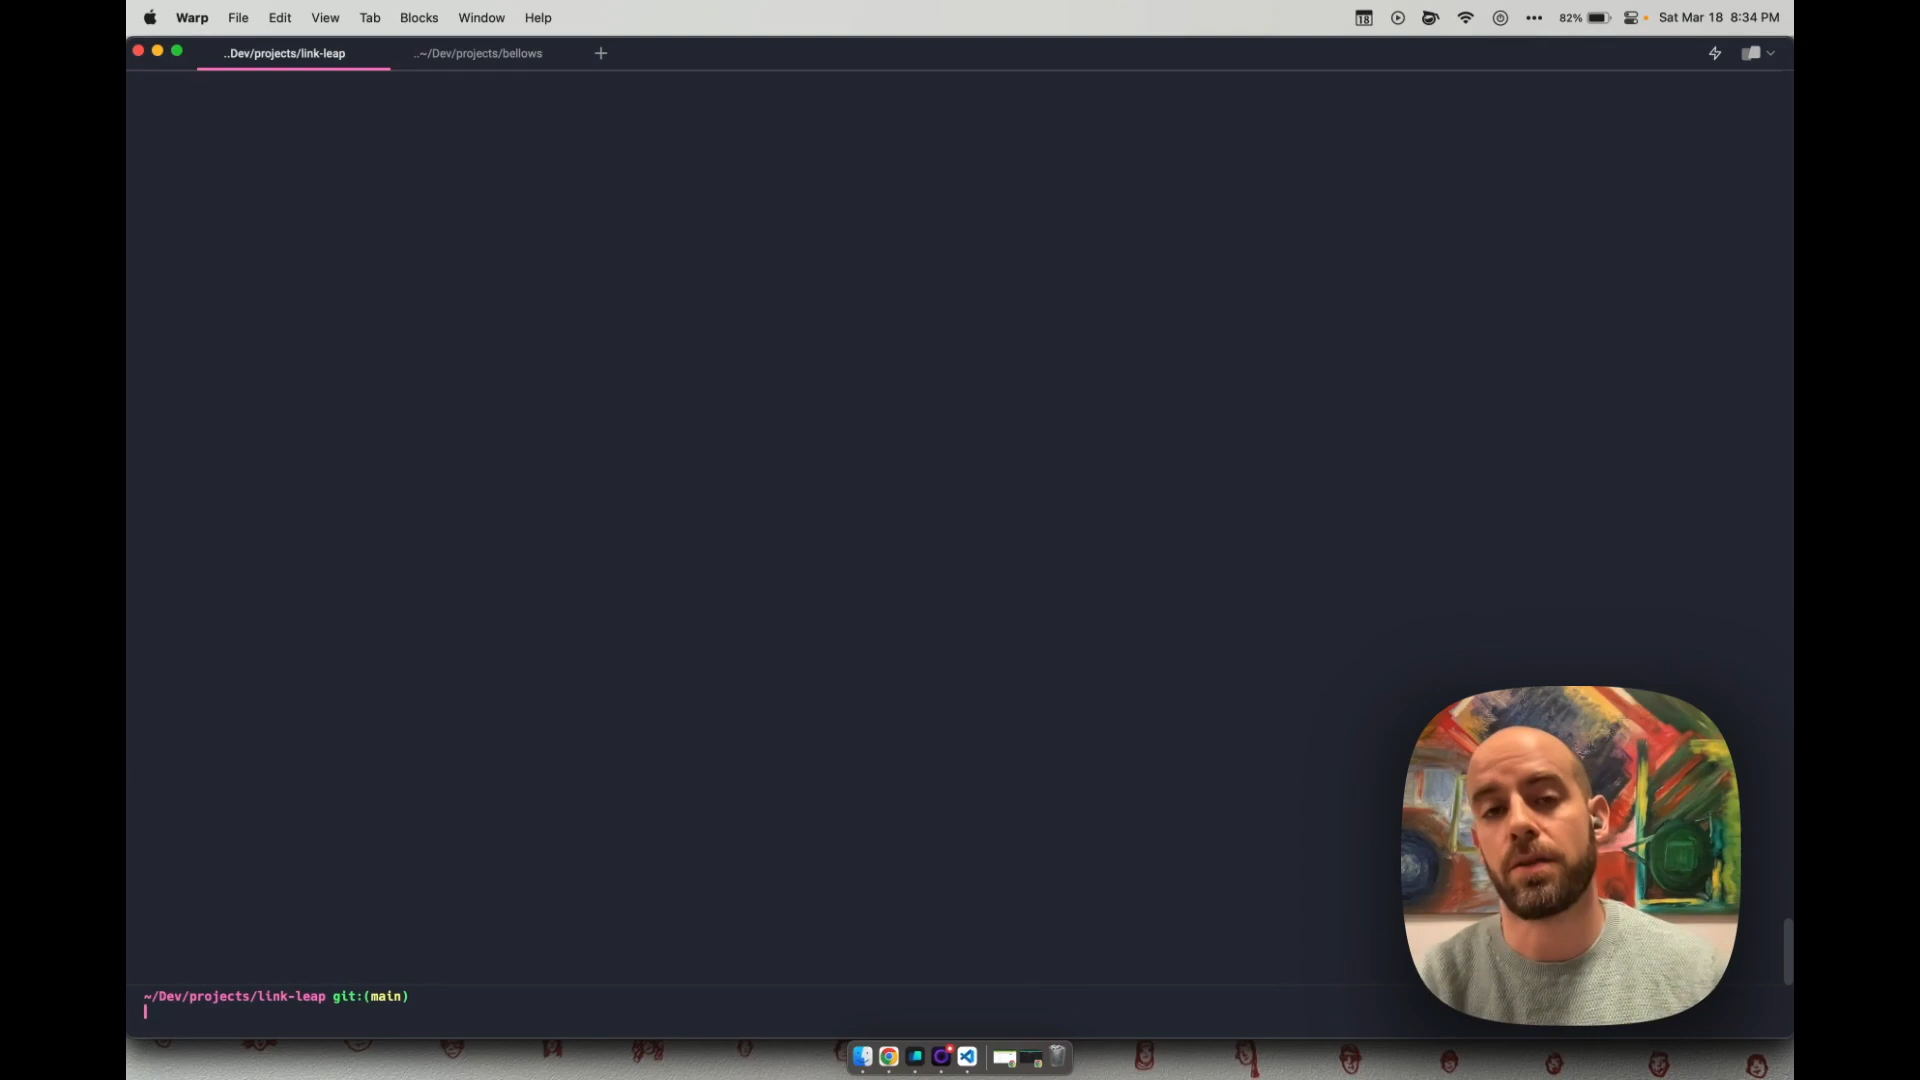 Warp File Edit View Tab Blocks Window Help
18 82% Sat Mar 18 8:34 PM
..Dev/projects/link-leap ..~/Dev/projects/bellows
~/Dev/projects/link-leap git:(main)